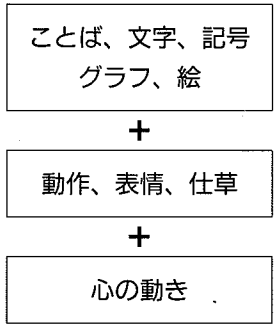 ことば、文字、記号
グラフ、絵
+
動作、表情、仕草
+
心の動き